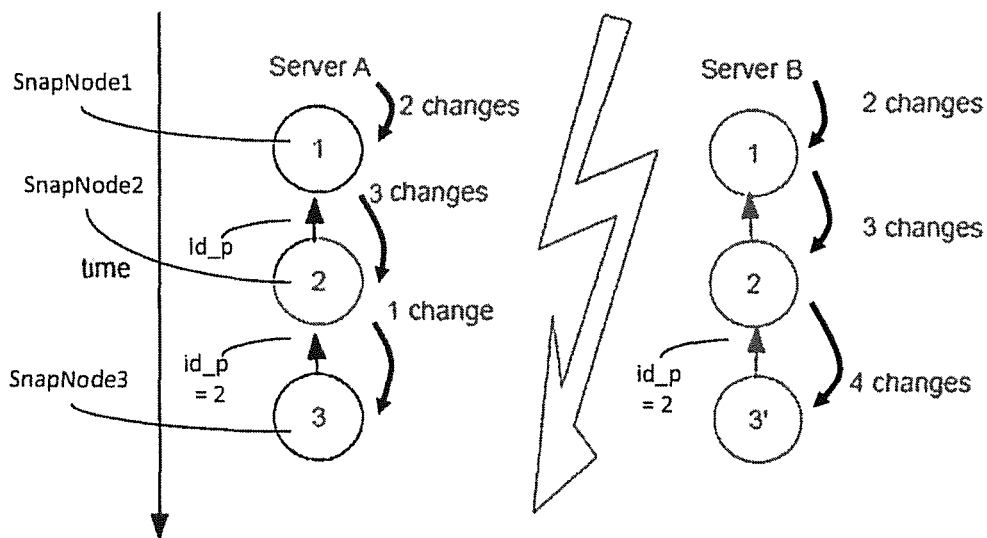 SnapNode1
Server A
2 changes
1
SnapNode2
3 changes
id_p
time
2
1 change
id_p
= 2
SnapNode3
3
Server B
2 changes
1
3 changes
2
id_p
= 2
4 changes
3'